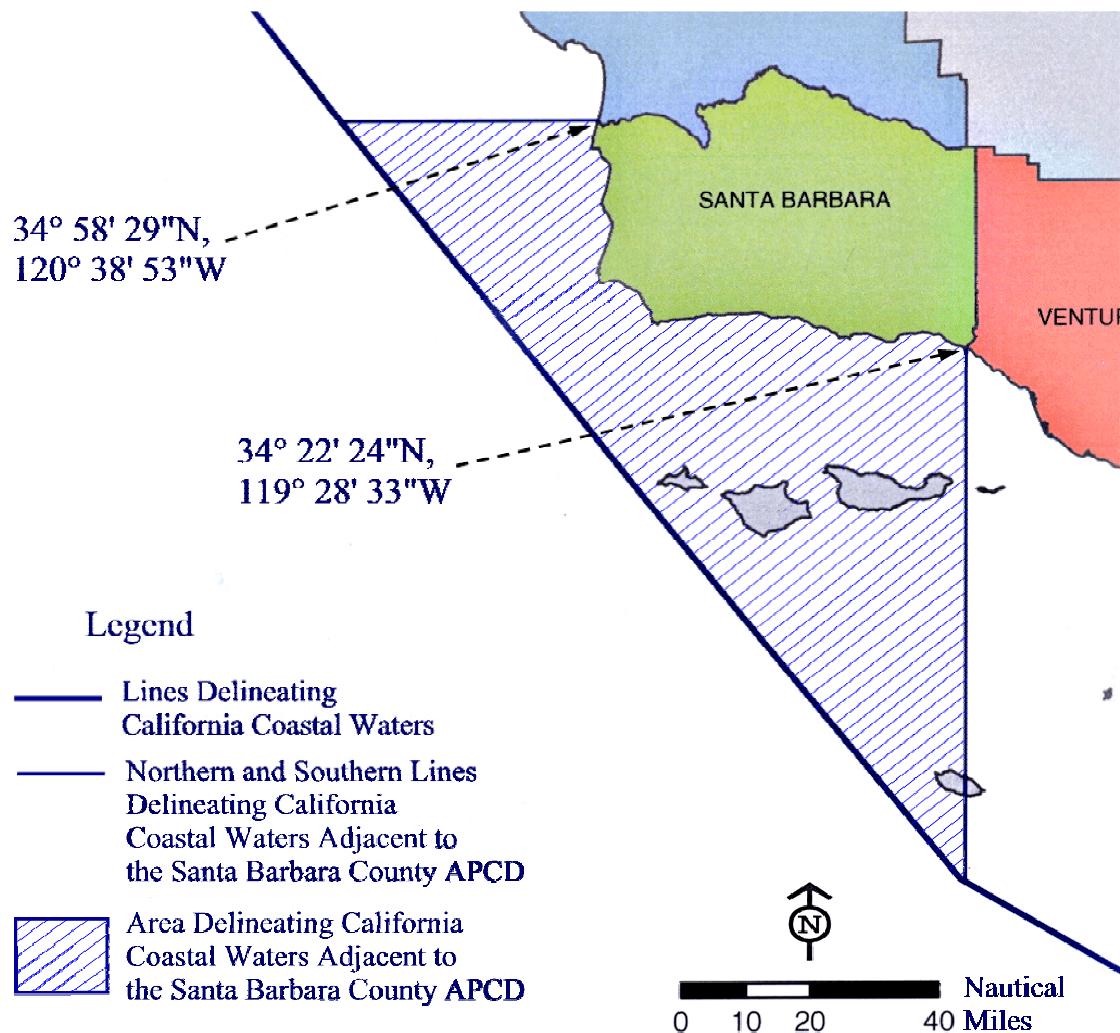 SANTA BARBARA
34° 58' 29"N,
120° 38' 53"W
VENTUR
34° 22' 24"N,
119° 28' 33"W
Legend
Lines Delineating
California Coastal Waters
Northern and Southern Lines
Delineating California
Coastal Waters Adjacent to
the Santa Barbara County APCD
Area Delineating California
Coastal Waters Adjacent to
the Santa Barbara County APCD
N
Nautical
Miles
0 10 20 40